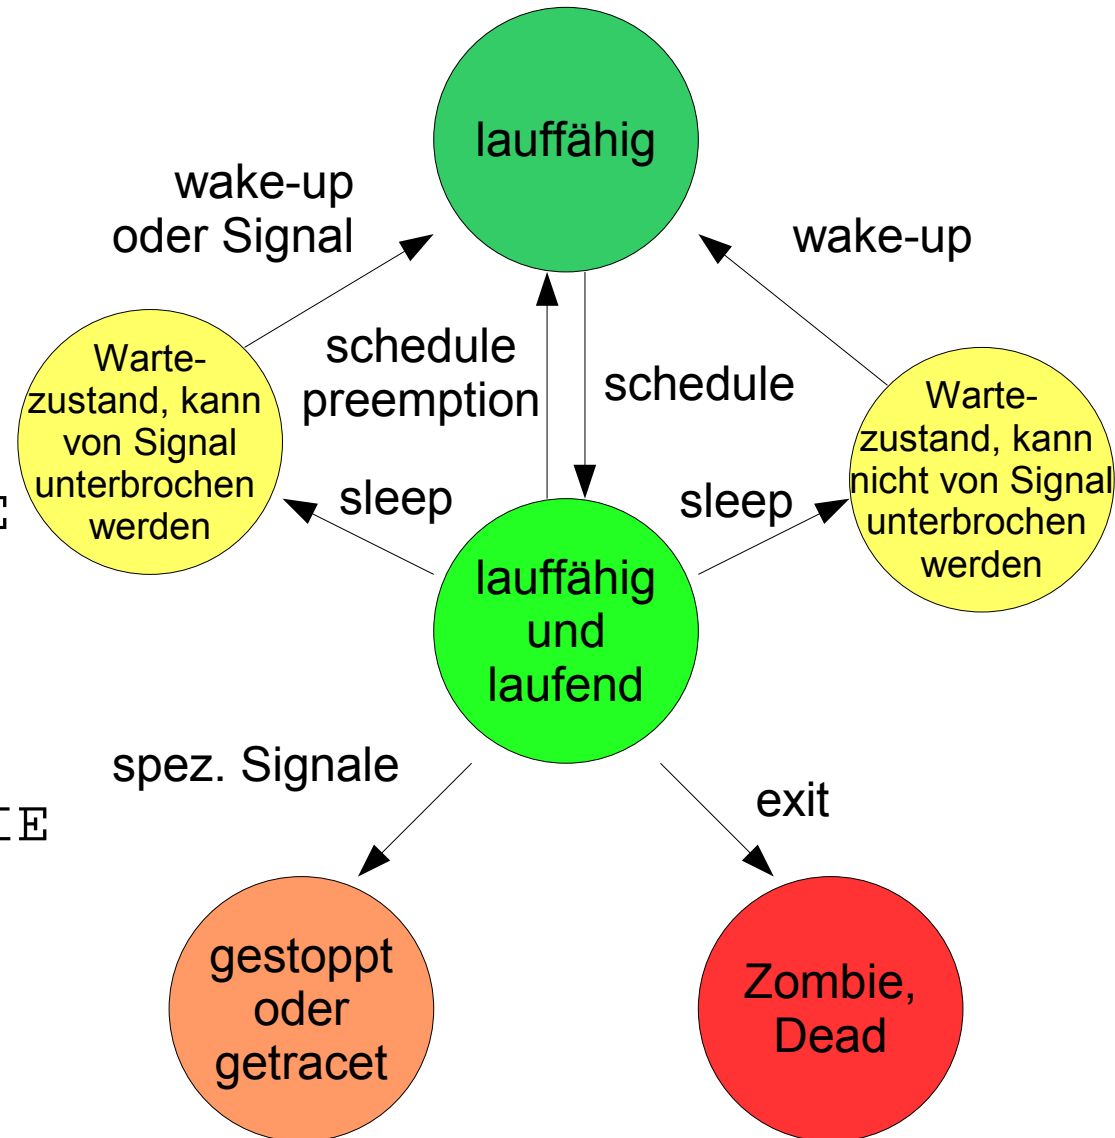 lauffähig
wake-up
oder Signal
wake-up
Warte-
zustand, kann
von Signal
unterbrochen
werden
schedule
preemption
schedule
Warte-
zustand, kann
nicht von Signal
unterbrochen
werden
sleep
sleep
E
lauffähig
und
laufend
spez. Signale
exit
IE
gestoppt
oder
getracet
Zombie,
Dead